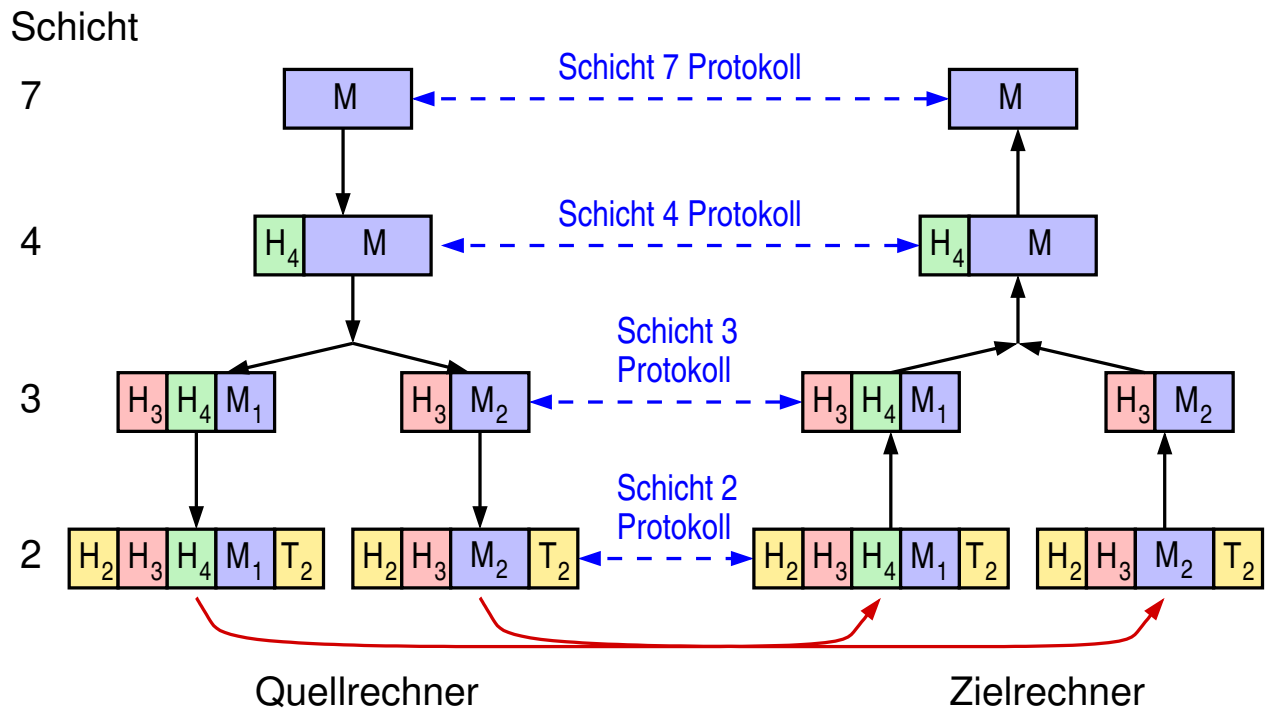 Schicht
7
M
Schicht 7 Protokoll
M
4
H₄ M
Schicht 4 Protokoll
H₄ M
3
H₃ H₄ M₁
H₃ M₂
Schicht 3
Protokoll
H₃ H₄ M₁
H₃ M₂
2
H₂ H₃ H₄ M₁ T₂
H₂ H₃ M₂ T₂
Schicht 2
Protokoll
H₂ H₃ H₄ M₁ T₂
H₂ H₃ M₂ T₂
Quellrechner
Zielrechner